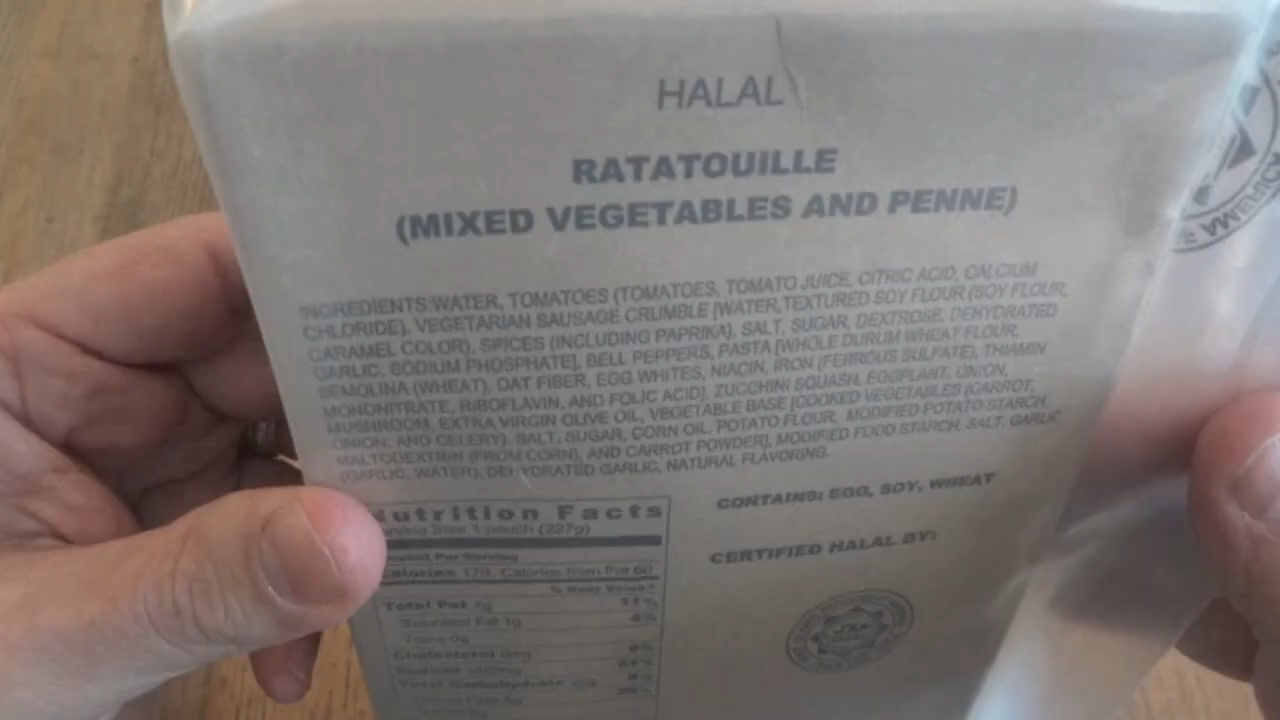 HALAL
RATATOUILLE
(MIXED VEGETABLES AND PENNE)
INGREDIENTS: WATER, TOMATOES (TOMATOES, TOMATO JUICE, CITRIC ACID, CALCIUM
CHLORIDE), VEGETARIAN SAUSAGE CRUMBLE [WATER, TEXTURED SOY FLOUR (SOY FLOUR,
CARAMEL COLOR), SPICES (INCLUDING PAPRIKA), SALT, SUGAR, DEXTROSE, DEHYDRATED
GARLIC, SODIUM PHOSPHATE], BELL PEPPERS, PASTA [WHOLE DURUM WHEAT FLOUR,
SEMOLINA (WHEAT), OAT FIBER, EGG WHITES, NIACIN, IRON (FERROUS SULFATE), THIAMIN
MONONITRATE, RIBOFLAVIN, AND FOLIC ACID], ZUCCHINI SQUASH, EGGPLANT, ONION,
MUSHROOM, EXTRA VIRGIN OLIVE OIL, VEGETABLE BASE [COOKED VEGETABLES (CARROT,
ONION, AND CELERY), SALT, SUGAR, CORN OIL, POTATO FLOUR, MODIFIED POTATO STARCH,
MALTODEXTRIN (FROM CORN), AND CARROT POWDER], MODIFIED FOOD STARCH, SALT, GARLIC
(GARLIC, WATER), DEHYDRATED GARLIC, NATURAL FLAVORING.
CONTAINS: EGG, SOY, WHEAT
CERTIFIED HALAL BY:
Nutrition Facts
Serving Size 1 pouch (227g)
Amount Per Serving
Calories 170 Calories from Fat 60
% Daily Value*
Total Fat 7g 11%
Saturated Fat 1g 4%
Trans 0g
Cholesterol 0mg 0%
Sodium
Total Carbohydrate